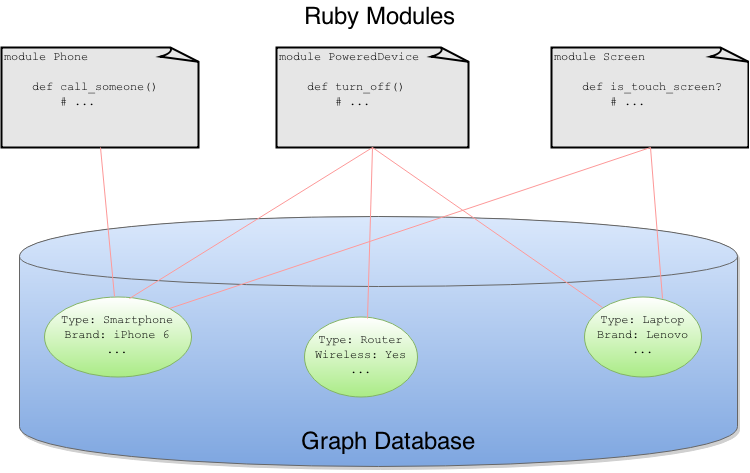 Ruby Modules
module Phone
def call_someone()
# ...
module PoweredDevice
def turn_off()
# ...
module Screen
def is_touch_screen?
# ...
Type: Smartphone
Brand: iPhone 6
...
Type: Router
Wireless: Yes
...
Type: Laptop
Brand: Lenovo
...
Graph Database